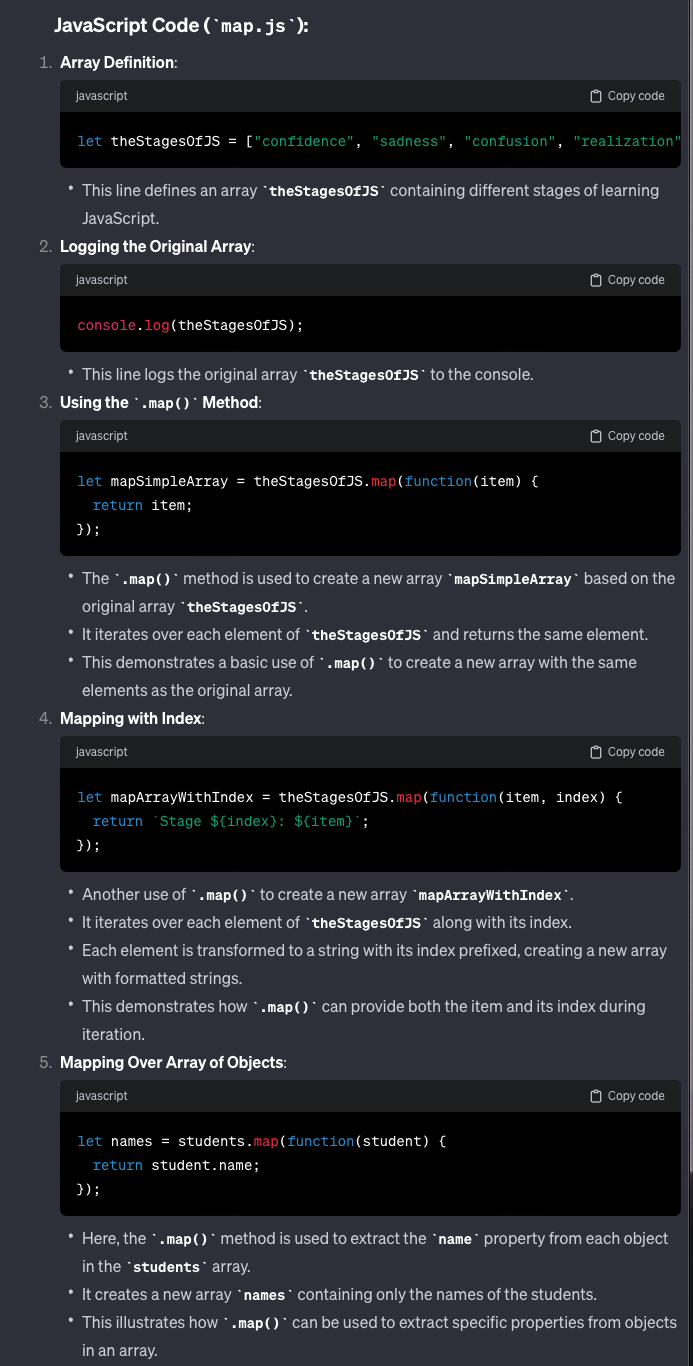 JavaScript Code (`map.js`):
1. Array Definition:
javascript
Copy code
let theStagesOfJS = ["confidence", "sadness", "confusion", "realization"
• This line defines an array `theStagesOfJS` containing different stages of learning
JavaScript.
2. Logging the Original Array:
javascript
Copy code
console.log(theStagesOfJS);
• This line logs the original array `theStagesOfJS` to the console.
3. Using the `.map()` Method:
javascript
Copy code
let mapSimpleArray = theStagesOfJS.map(function(item) {
  return item;
});
• The `.map()` method is used to create a new array `mapSimpleArray` based on the
original array `theStagesOfJS`.
• It iterates over each element of `theStagesOfJS` and returns the same element.
• This demonstrates a basic use of `.map()` to create a new array with the same
elements as the original array.
4. Mapping with Index:
javascript
Copy code
let mapArrayWithIndex = theStagesOfJS.map(function(item, index) {
  return `Stage ${index}: ${item}`;
});
• Another use of `.map()` to create a new array `mapArrayWithIndex`.
• It iterates over each element of `theStagesOfJS` along with its index.
• Each element is transformed to a string with its index prefixed, creating a new array
with formatted strings.
• This demonstrates how `.map()` can provide both the item and its index during
iteration.
5. Mapping Over Array of Objects:
javascript
Copy code
let names = students.map(function(student) {
  return student.name;
});
• Here, the `.map()` method is used to extract the `name` property from each object
in the `students` array.
• It creates a new array `names` containing only the names of the students.
• This illustrates how `.map()` can be used to extract specific properties from objects
in an array.